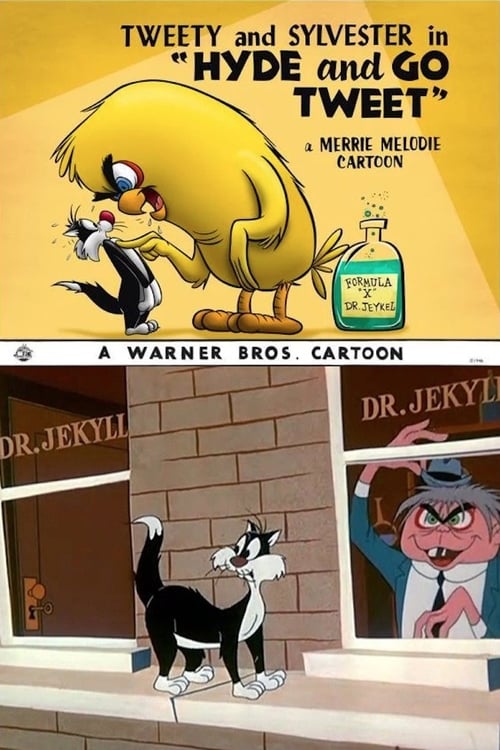 TWEETY and SYLVESTER in
"HYDE and GO
TWEET"
a MERRIE MELODIE
CARTOON
FORMULA
"X"
DR. JEYKEL
A WARNER BROS. CARTOON
DR. JEKYLL
DR. JEKYLL